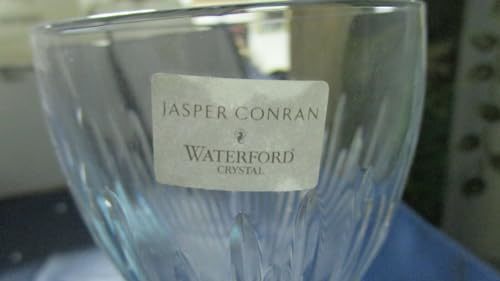 JASPER CONRAN
WATERFORD
CRYSTAL